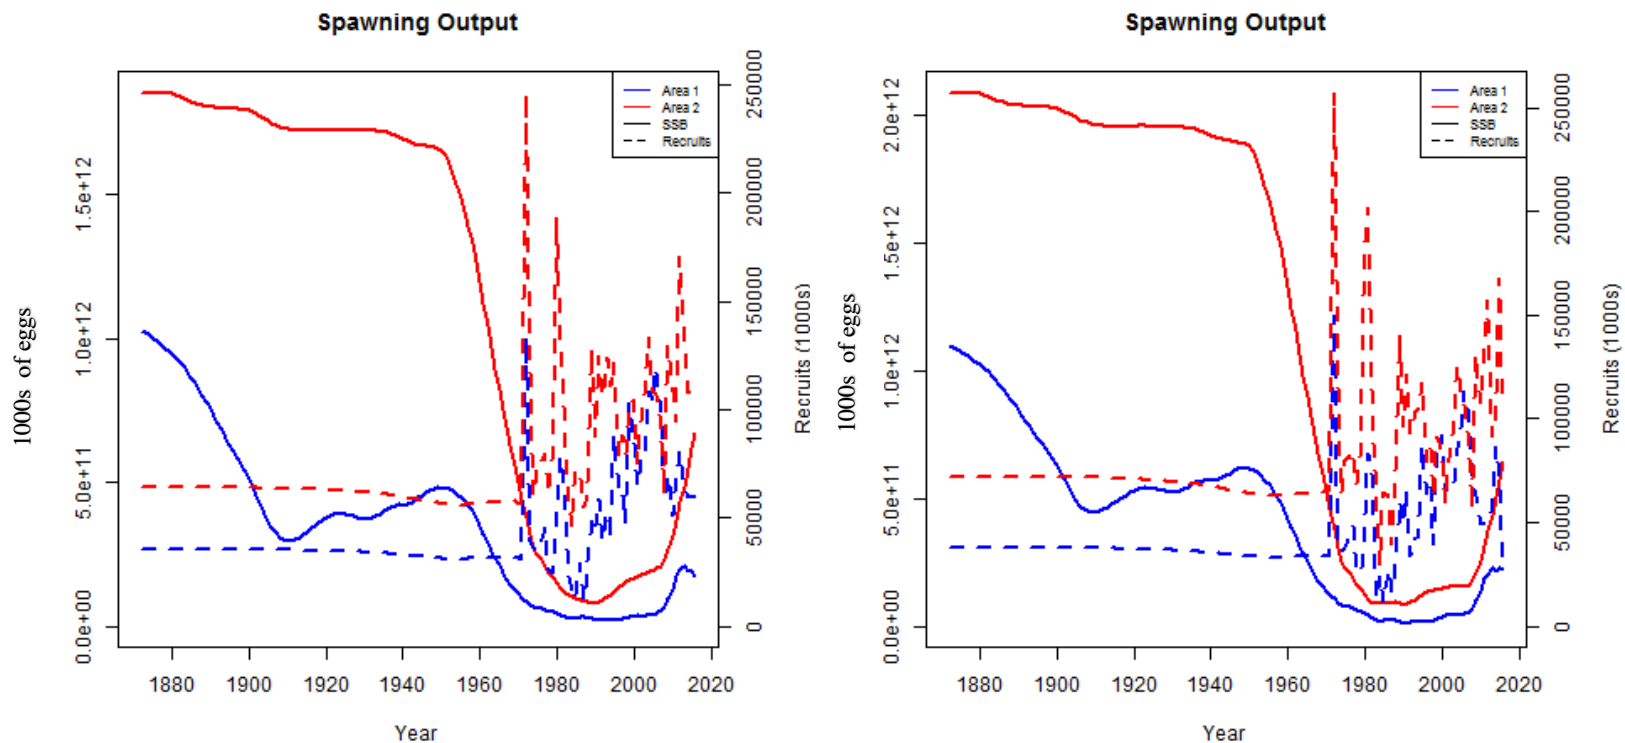 Spawning Output
Area 1
Area 2
SSB
Recruits
1000s of eggs
0.0e+00
5.0e+11
1.0e+12
1.5e+12
0
50000
100000
150000
200000
250000
Recruits (1000s)
1880
1900
1920
1940
1960
1980
2000
2020
Year
Spawning Output
Area 1
Area 2
SSB
Recruits
1000s of eggs
0.0e+00
5.0e+11
1.0e+12
1.5e+12
2.0e+12
0
50000
100000
150000
200000
250000
Recruits (1000s)
1880
1900
1920
1940
1960
1980
2000
2020
Year